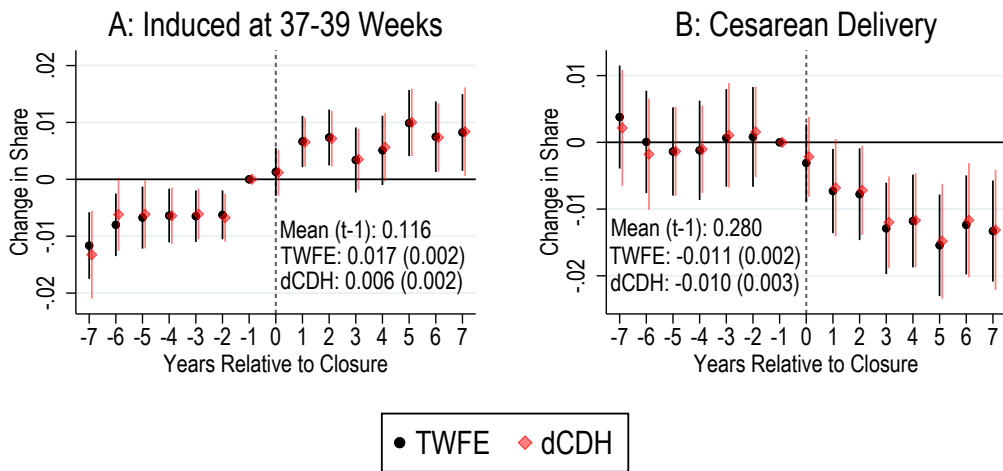 A: Induced at 37-39 Weeks
Change in Share
.02
.01
0
-.01
-.02
Mean (t-1): 0.116
TWFE: 0.017 (0.002)
dCDH: 0.006 (0.002)
-7 -6 -5 -4 -3 -2 -1 0 1 2 3 4 5 6 7
Years Relative to Closure
B: Cesarean Delivery
Change in Share
.01
0
-.01
-.02
Mean (t-1): 0.280
TWFE: -0.011 (0.002)
dCDH: -0.010 (0.003)
-7 -6 -5 -4 -3 -2 -1 0 1 2 3 4 5 6 7
Years Relative to Closure
TWFE dCDH